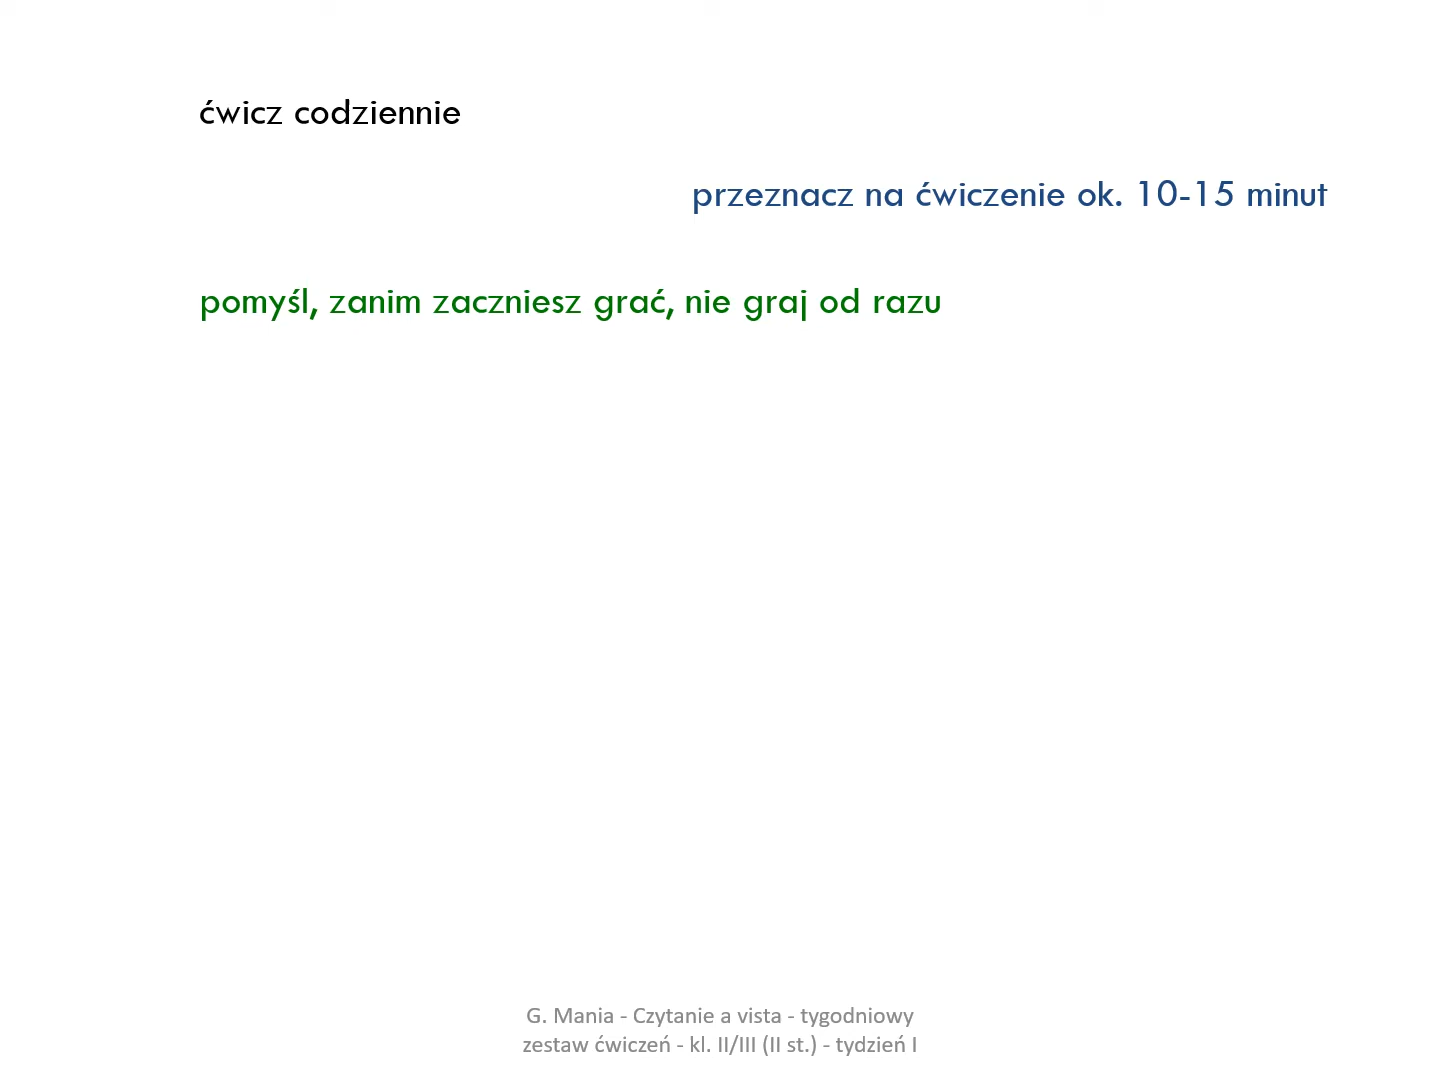 ćwicz codziennie
przeznacz na ćwiczenie ok. 10-15 minut
pomyśl, zanim zaczniesz grać, nie graj od razu
G. Mania - Czytanie a vista - tygodniowy
zestaw ćwiczeń - kl. II/III (II st.) - tydzień I